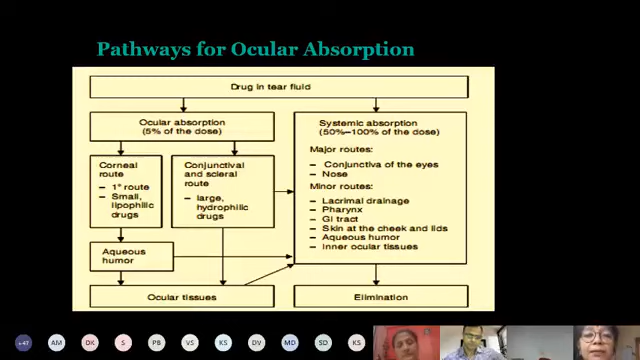 Pathways for Ocular Absorption
Drug in tear fluid
Ocular absorption
(5% of the dose)
Corneal
route
– 1° route
– Small,
lipophilic
drugs
Conjunctival
and scleral
route
– large,
hydrophilic
drugs
Aqueous
humor
Ocular tissues
Systemic absorption
(50%–100% of the dose)
Major routes:
– Conjunctiva of the eyes
– Nose
Minor routes:
– Lacrimal drainage
– Pharynx
– GI tract
– Skin at the cheek and lids
– Aqueous humor
– Inner ocular tissues
Elimination
+47 AM DK S PB VS KS DV MD SD KS